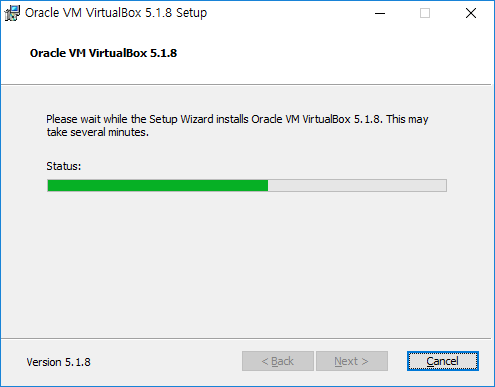 Oracle VM VirtualBox 5.1.8 Setup
Oracle VM VirtualBox 5.1.8
Please wait while the Setup Wizard installs Oracle VM VirtualBox 5.1.8. This may
take several minutes.
Status:
Version 5.1.8
< Back
Next >
Cancel